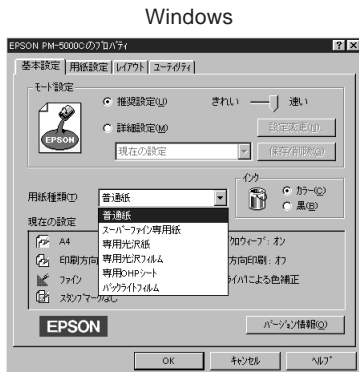 Windows
EPSON PM-5000Cのプロパティ
基本設定 用紙設定 レイアウト ユーティリティ
モード設定
推奨設定(U) きれい 速い
詳細設定(M) 設定変更(N)
現在の設定 保存/削除(A)
EPSON
用紙種類(T) 普通紙
インク
カラー(C)
黒(B)
普通紙
スーパーファイン専用紙
専用光沢紙
専用光沢フィルム
専用OHPシート
バックライトフィルム
現在の設定
A4 クロウィーブ: オン
印刷方向 方向印刷: オフ
ファイン ライバによる色補正
スタンプマークなし
EPSON バージョン情報(O)
OK キャンセル ヘルプ